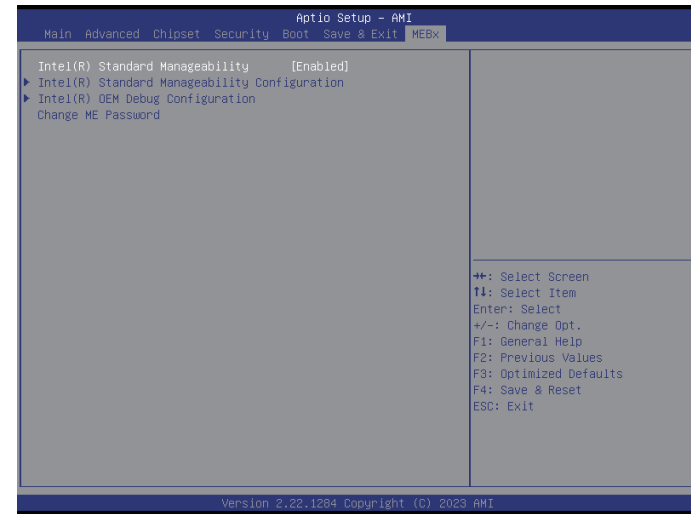 Aptio Setup – AMI
Main Advanced Chipset Security Boot Save & Exit MEBx
Intel(R) Standard Manageability [Enabled]
▶ Intel(R) Standard Manageability Configuration
▶ Intel(R) OEM Debug Configuration
Change ME Password
→←: Select Screen
↑↓: Select Item
Enter: Select
+/-: Change Opt.
F1: General Help
F2: Previous Values
F3: Optimized Defaults
F4: Save & Reset
ESC: Exit
Version 2.22.1284 Copyright (C) 2023 AMI